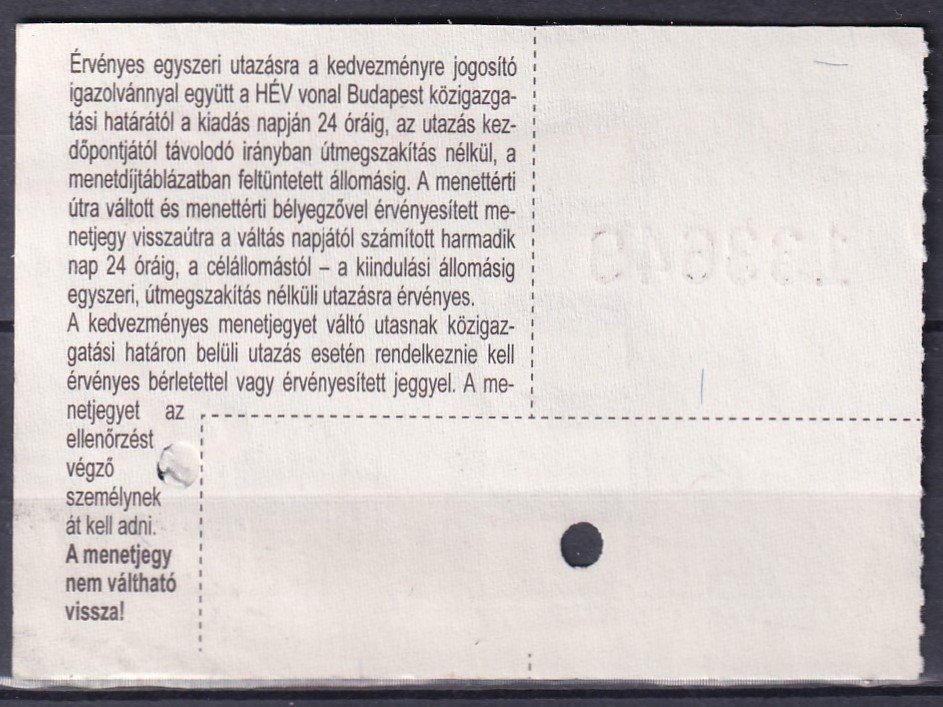 Érvényes egyszeri utazásra a kedvezményre jogosító
igazolvánnyal együtt a HÉV vonal Budapest közigazga-
tási határától a kiadás napján 24 óráig, az utazás kez-
dőpontjától távolodó irányban útmegszakítás nélkül, a
menetdíjtáblázatban feltüntetett állomásig. A menettérti
útra váltott és menettérti bélyegzővel érvényesített me-
netjegy visszaútra a váltás napjától számított harmadik
nap 24 óráig, a célállomástól – a kiindulási állomásig
egyszeri, útmegszakítás nélküli utazásra érvényes.
A kedvezményes menetjegyet váltó utasnak közigaz-
gatási határon belüli utazás esetén rendelkeznie kell
érvényes bérletettel vagy érvényesített jeggyel. A me-
netjegyet az
ellenőrzést
végző
személynek
át kell adni.
A menetjegy
nem váltható
vissza!